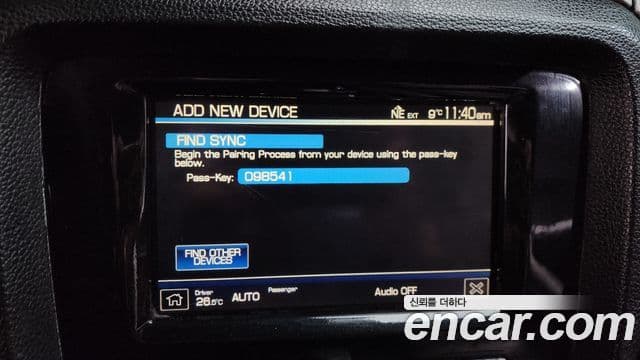 ADD NEW DEVICE
NE EXT 9°C 11:40am
FIND SYNC
Begin the Pairing Process from your device using the pass-key
below.
Pass-Key: 098541
FIND OTHER
DEVICES
Driver
26.5°C AUTO Passenger Audio OFF
신뢰를 더하다
encar.com